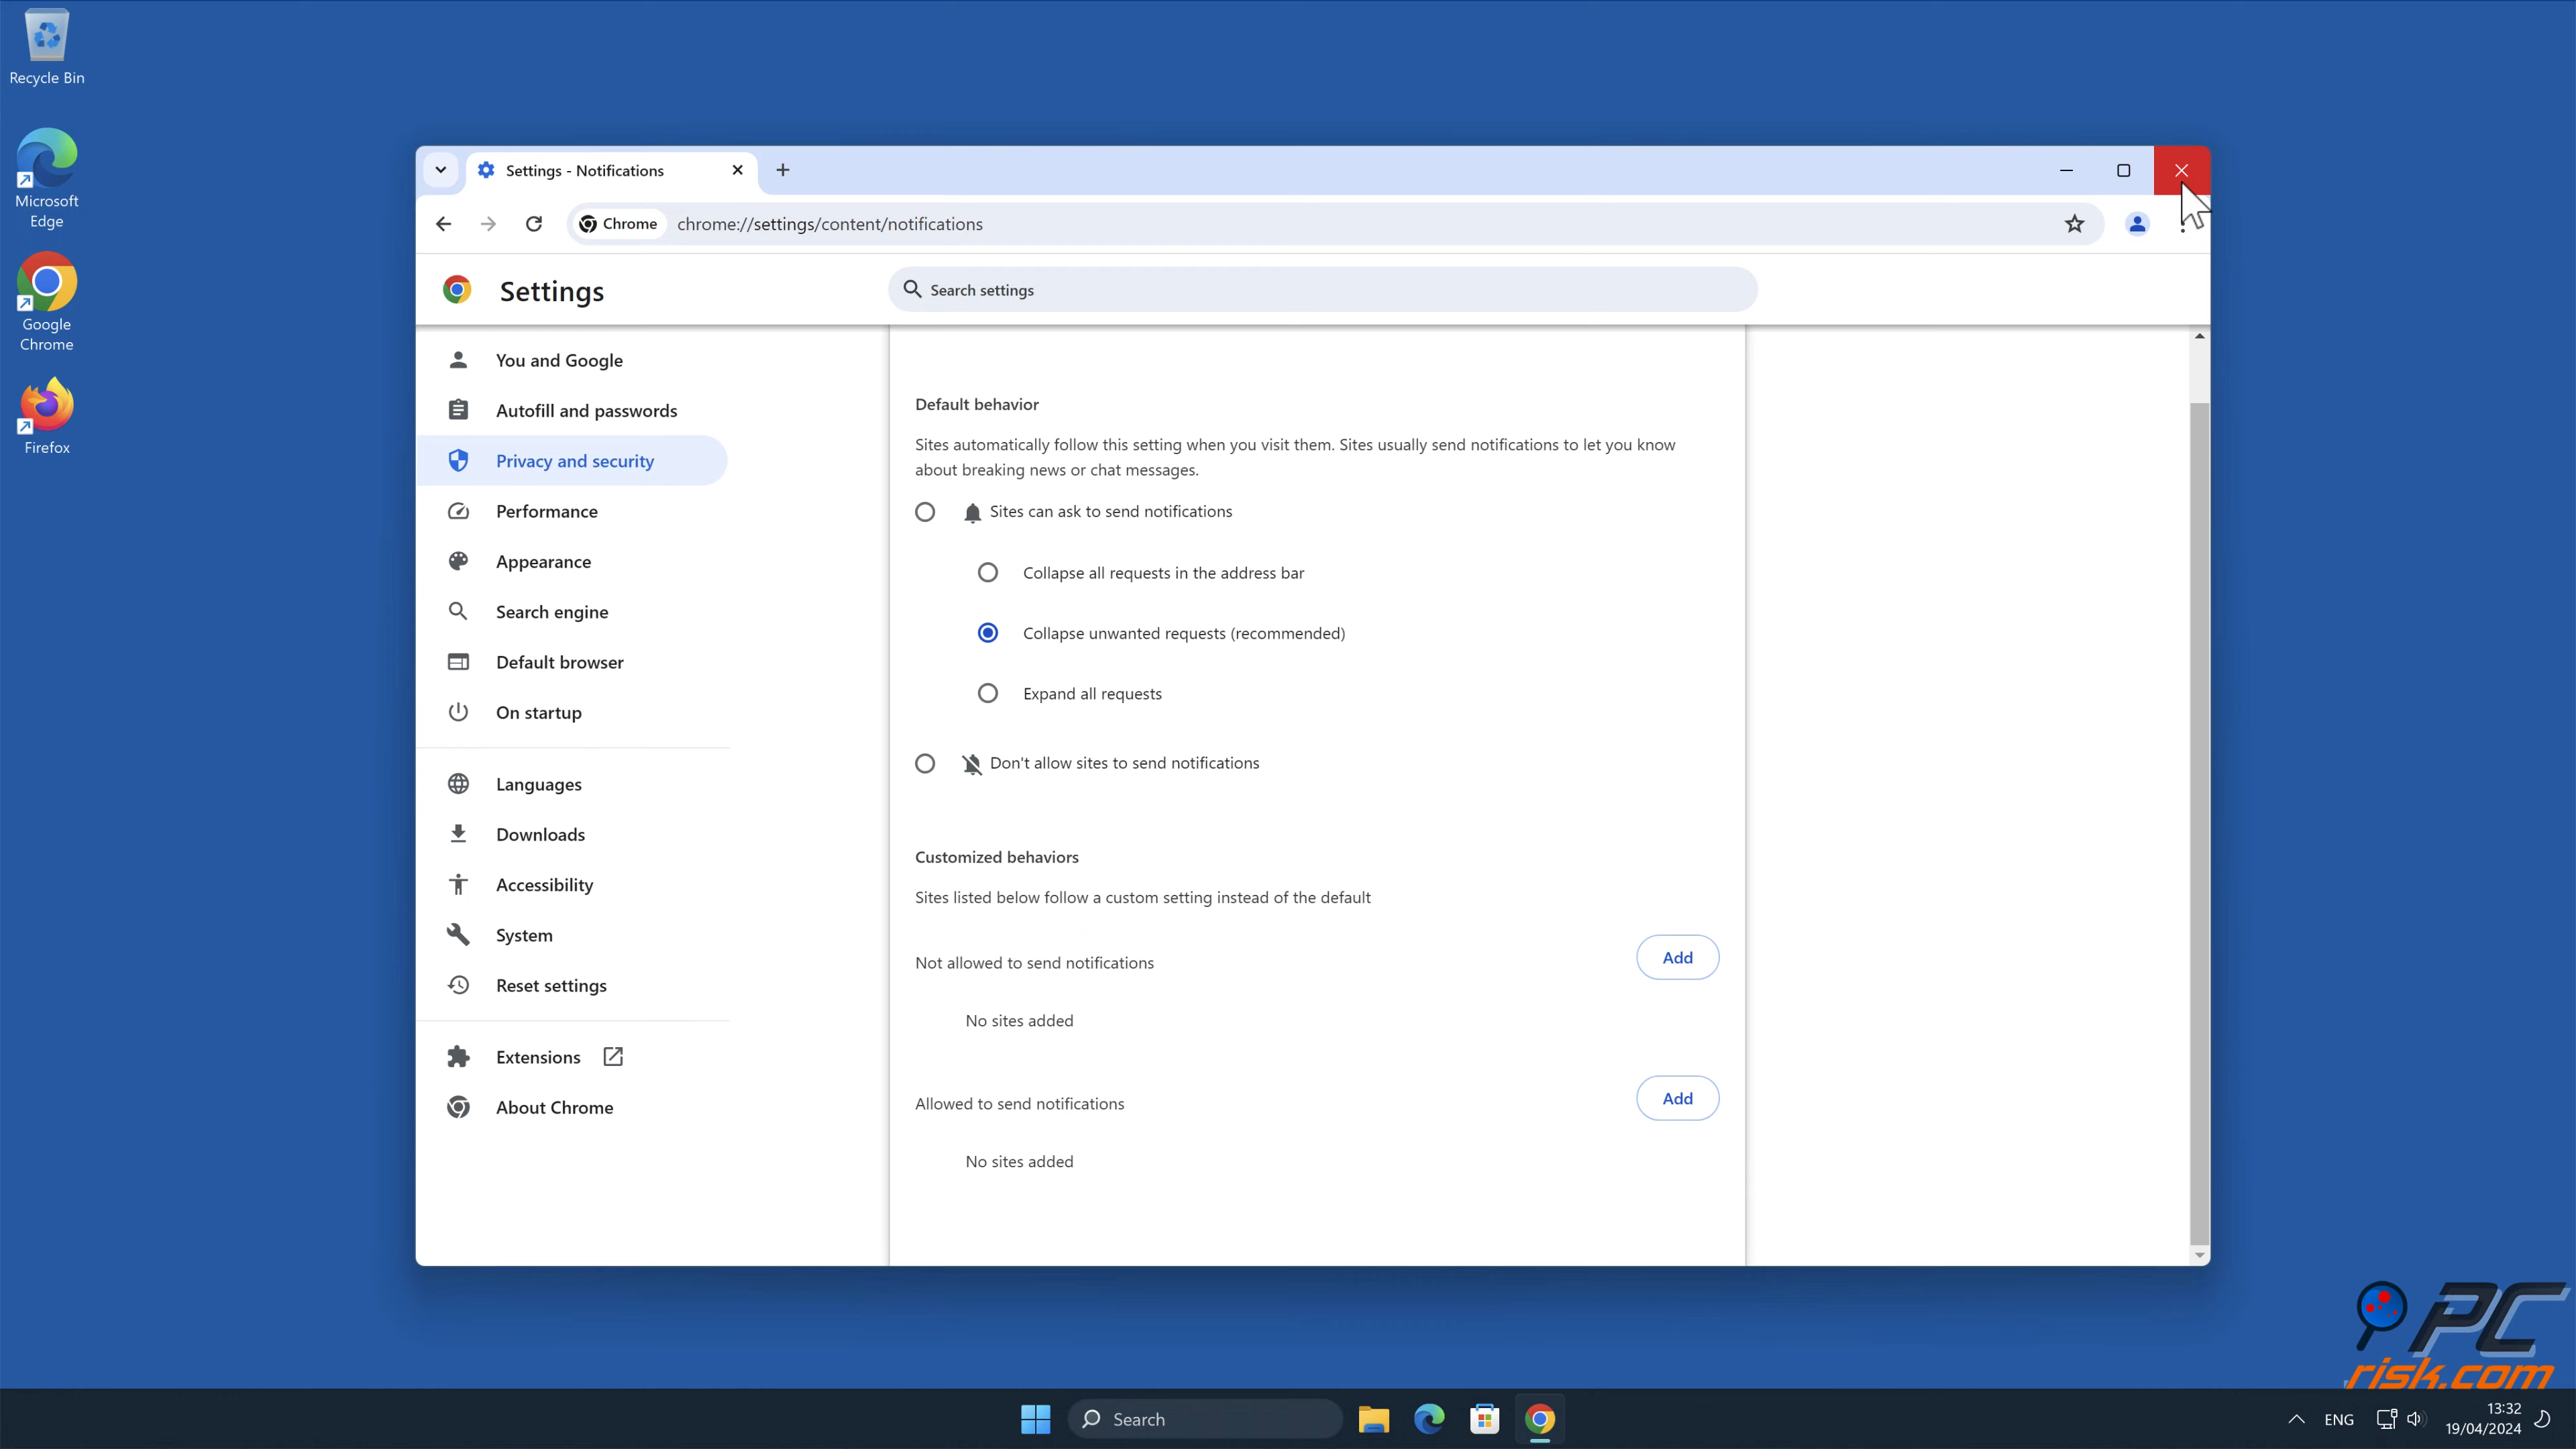 Recycle Bin
Microsoft
Edge
Google
Chrome
Firefox
Settings - Notifications
Chrome
chrome://settings/content/notifications
Settings
Search settings
You and Google
Autofill and passwords
Privacy and security
Performance
Appearance
Search engine
Default browser
On startup
Languages
Downloads
Accessibility
System
Reset settings
Extensions
About Chrome
Default behavior
Sites automatically follow this setting when you visit them. Sites usually send notifications to let you know
about breaking news or chat messages.
Sites can ask to send notifications
Collapse all requests in the address bar
Collapse unwanted requests (recommended)
Expand all requests
Don't allow sites to send notifications
Customized behaviors
Sites listed below follow a custom setting instead of the default
Not allowed to send notifications
Add
No sites added
Allowed to send notifications
Add
No sites added
PC
risk.com
Search
ENG
13:32
19/04/2024